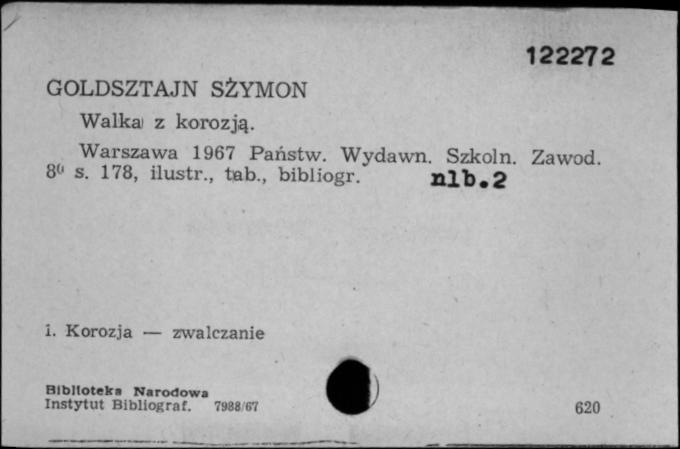 122272
GOLDSZTAJN SŻYMON
Walka z korozją.
Warszawa 1967 Państw. Wydawn. Szkoln. Zawod.
8⁰ s. 178, ilustr., tab., bibliogr. nlb.2
1. Korozja — zwalczanie
Biblioteka Narodowa
Instytut Bibliograf. 7988/67
620